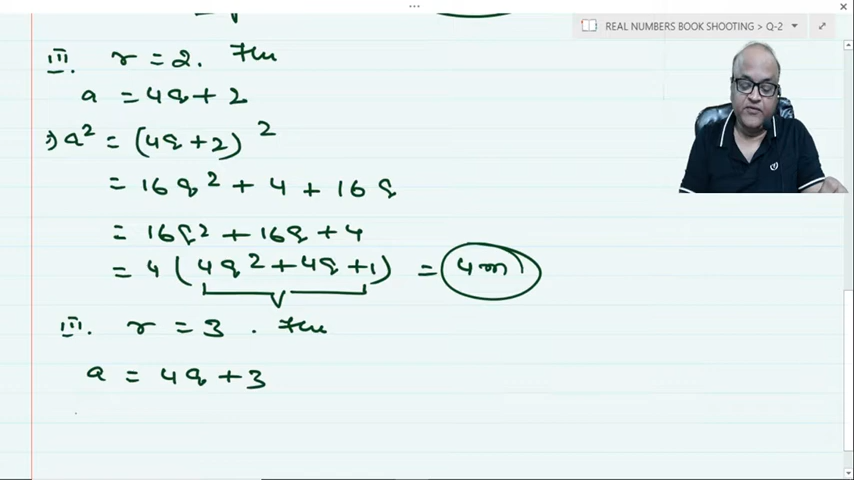 REAL NUMBERS BOOK SHOOTING > Q-2
III. r = 2. then
a = 4q + 2
⇒ a² = (4q + 2)²
= 16q² + 4 + 16q
= 16q² + 16q + 4
= 4 ( 4q² + 4q + 1 ) = 4m
III. r = 3 . then
a = 4q + 3